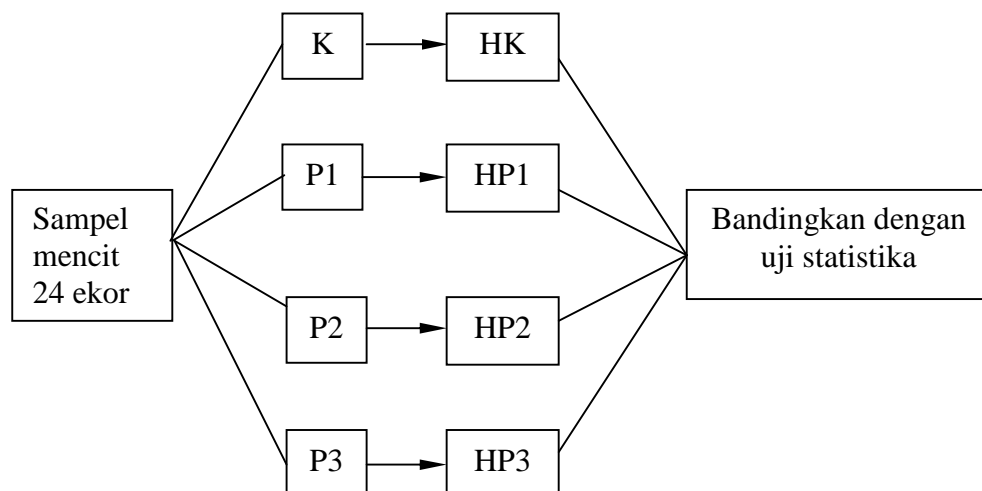 K
HK
P1
HP1
Sampel
mencit
24 ekor
Bandingkan dengan
uji statistika
P2
HP2
P3
HP3